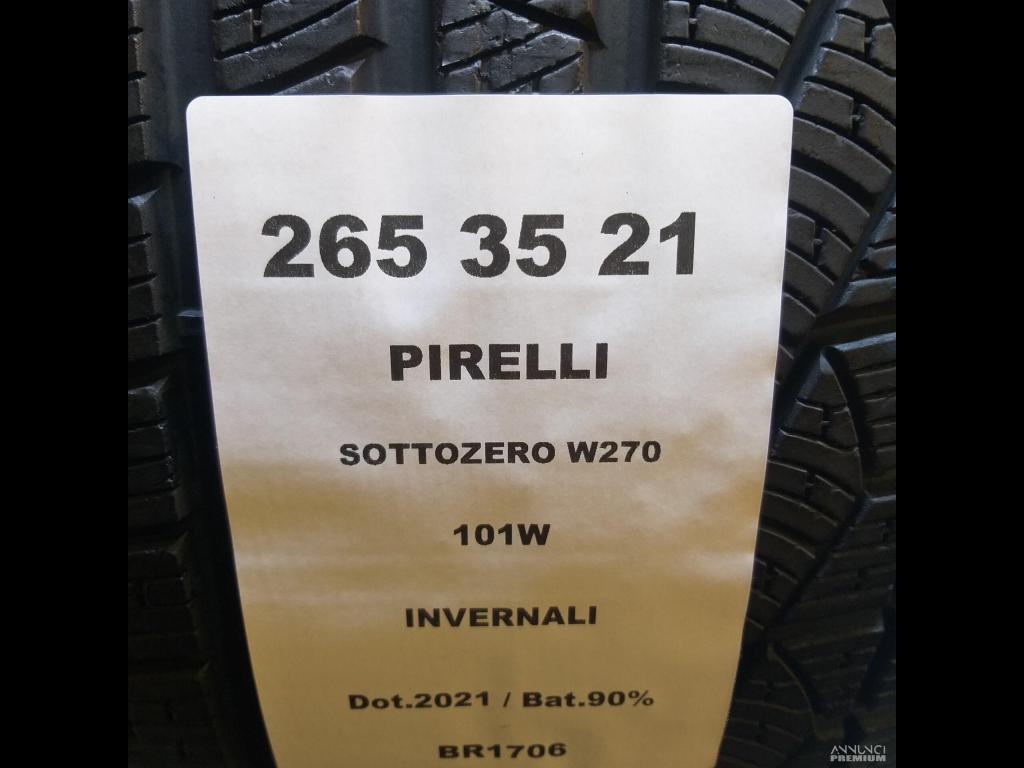 265 35 21
PIRELLI
SOTTOZERO W270
101W
INVERNALI
Dot.2021 / Bat.90%
BR1706
ANNUNCI
PREMIUM